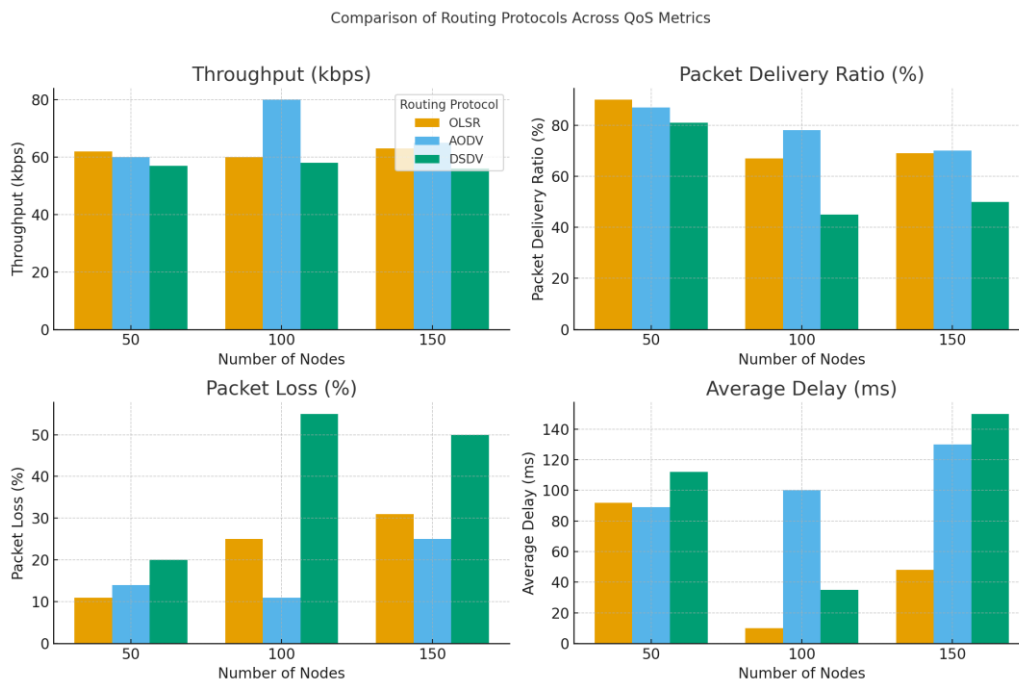 Comparison of Routing Protocols Across QoS Metrics
Throughput (kbps)
Throughput (kbps)
80
60
40
20
0
50
100
150
Number of Nodes
Routing Protocol
OLSR
AODV
DSDV
Packet Delivery Ratio (%)
Packet Delivery Ratio (%)
80
60
40
20
0
50
100
150
Number of Nodes
Packet Loss (%)
Packet Loss (%)
50
40
30
20
10
0
50
100
150
Number of Nodes
Average Delay (ms)
Average Delay (ms)
140
120
100
80
60
40
20
0
50
100
150
Number of Nodes